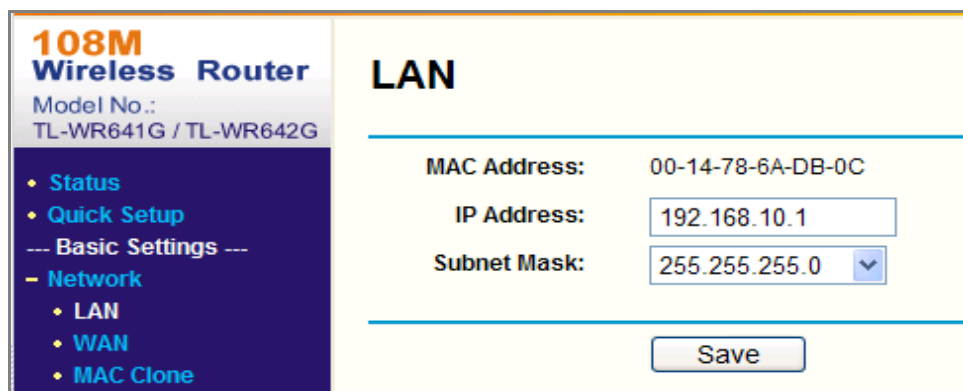 108M
Wireless Router
Model No.:
TL-WR641G / TL-WR642G
• Status
• Quick Setup
--- Basic Settings ---
– Network
• LAN
• WAN
• MAC Clone
LAN
MAC Address: 00-14-78-6A-DB-0C
IP Address: 192.168.10.1
Subnet Mask: 255.255.255.0
Save